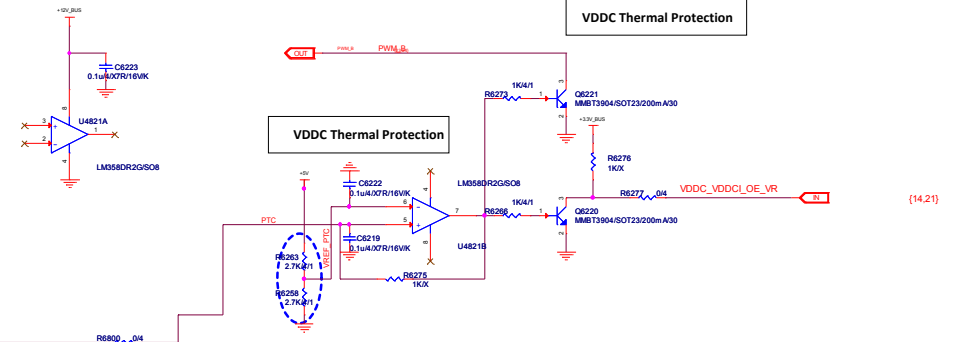 VDDC Thermal Protection
+12V_BUS
C6223
0.1u/4/X7R/16V/K
8
3
+
U4821A
1
2
−
4
LM358DR2G/SO8
OUT
PWM_B
PWM_B
R6273
1K/4/1
1
3
Q6221
MMBT3904/SOT23/200mA/30
2
+3.3V_BUS
R6276
1K/X
VDDC Thermal Protection
+5V
C6222
0.1u/4/X7R/16V/K
4
LM358DR2G/SO8
6
−
5
+
7
8
U4821B
PTC
VREF_PTC
C6219
0.1u/4/X7R/16V/K
R6266
1K/4/1
1
3
Q6220
MMBT3904/SOT23/200mA/30
2
R6277
0/4
VDDC_VDDCI_OE_VR
IN
{14,21}
R6263
2.7K/4/1
R6275
1K/X
R6258
2.7K/4/1
R6800
0/4